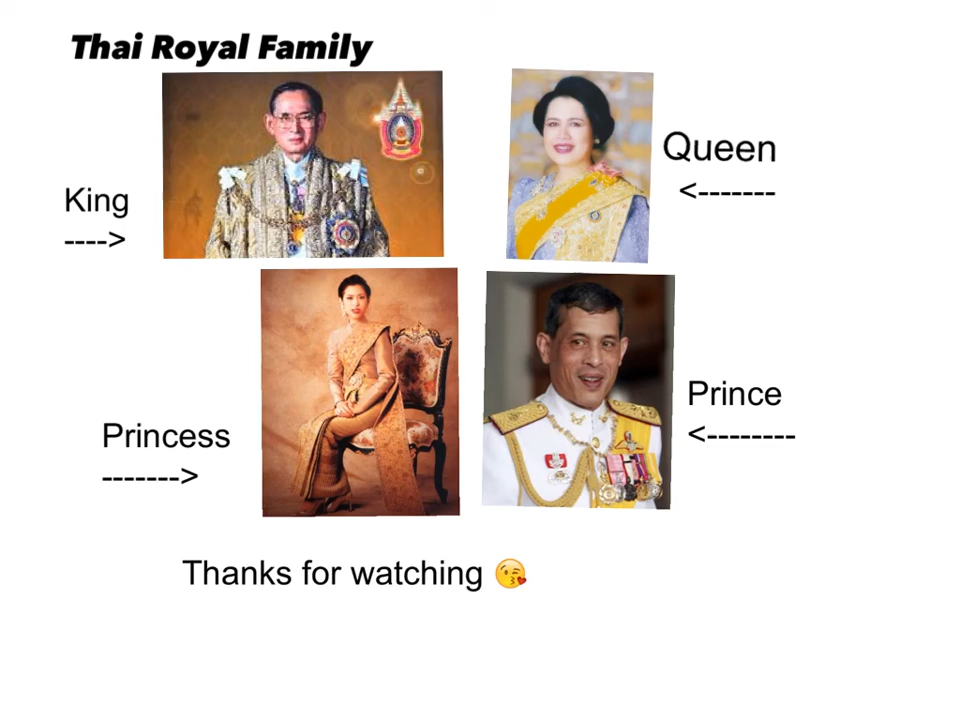 Thai Royal Family
King
---->
Queen
<-------
Princess
------->
Prince
<--------
Thanks for watching 😘